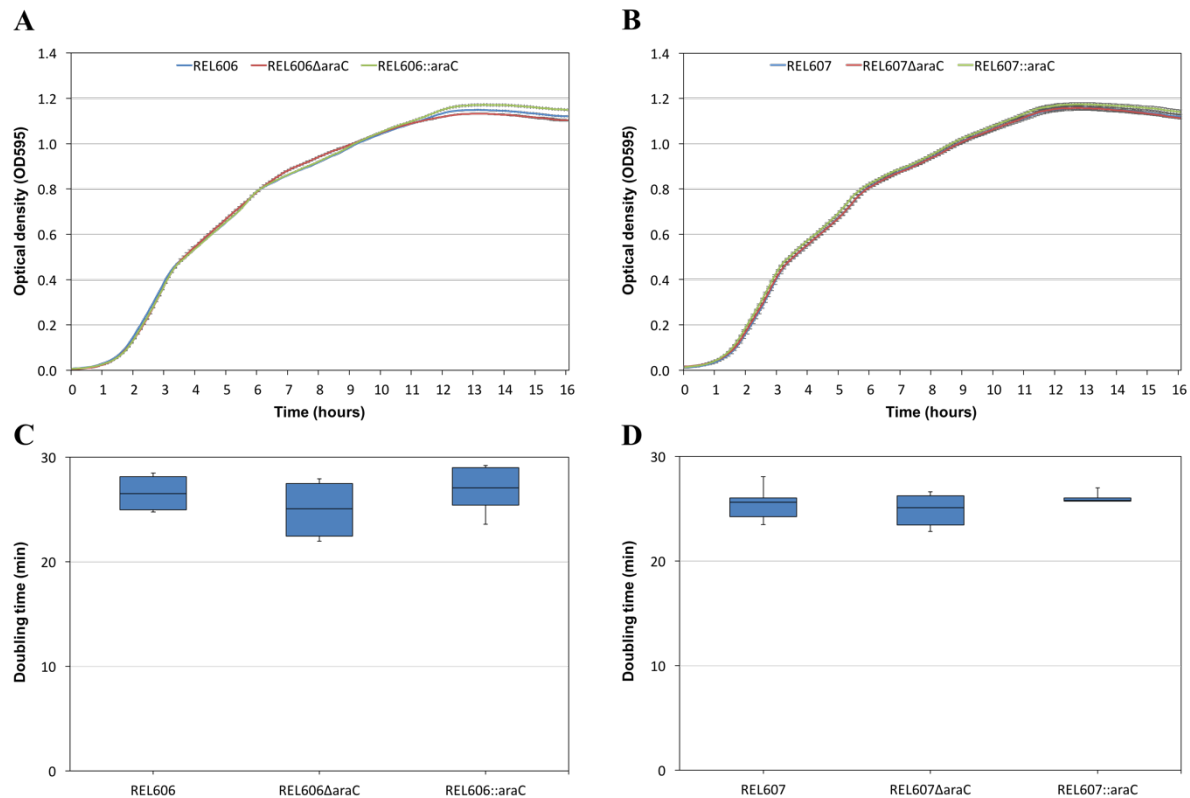 A
REL606 REL606ΔaraC REL606::araC
Optical density (OD595)
1.4
1.2
1.0
0.8
0.6
0.4
0.2
0.0
0 1 2 3 4 5 6 7 8 9 10 11 12 13 14 15 16
Time (hours)
B
REL607 REL607ΔaraC REL607::araC
Optical density (OD595)
1.4
1.2
1.0
0.8
0.6
0.4
0.2
0.0
0 1 2 3 4 5 6 7 8 9 10 11 12 13 14 15 16
Time (hours)
C
Doubling time (min)
30
20
10
0
REL606 REL606ΔaraC REL606::araC
D
Doubling time (min)
30
20
10
0
REL607 REL607ΔaraC REL607::araC